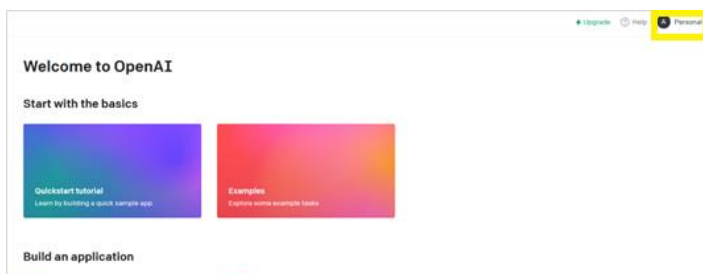 Upgrade Help A Personal
Welcome to OpenAI
Start with the basics
Quickstart tutorial
Learn by building a quick sample app
Examples
Explore some example tasks
Build an application